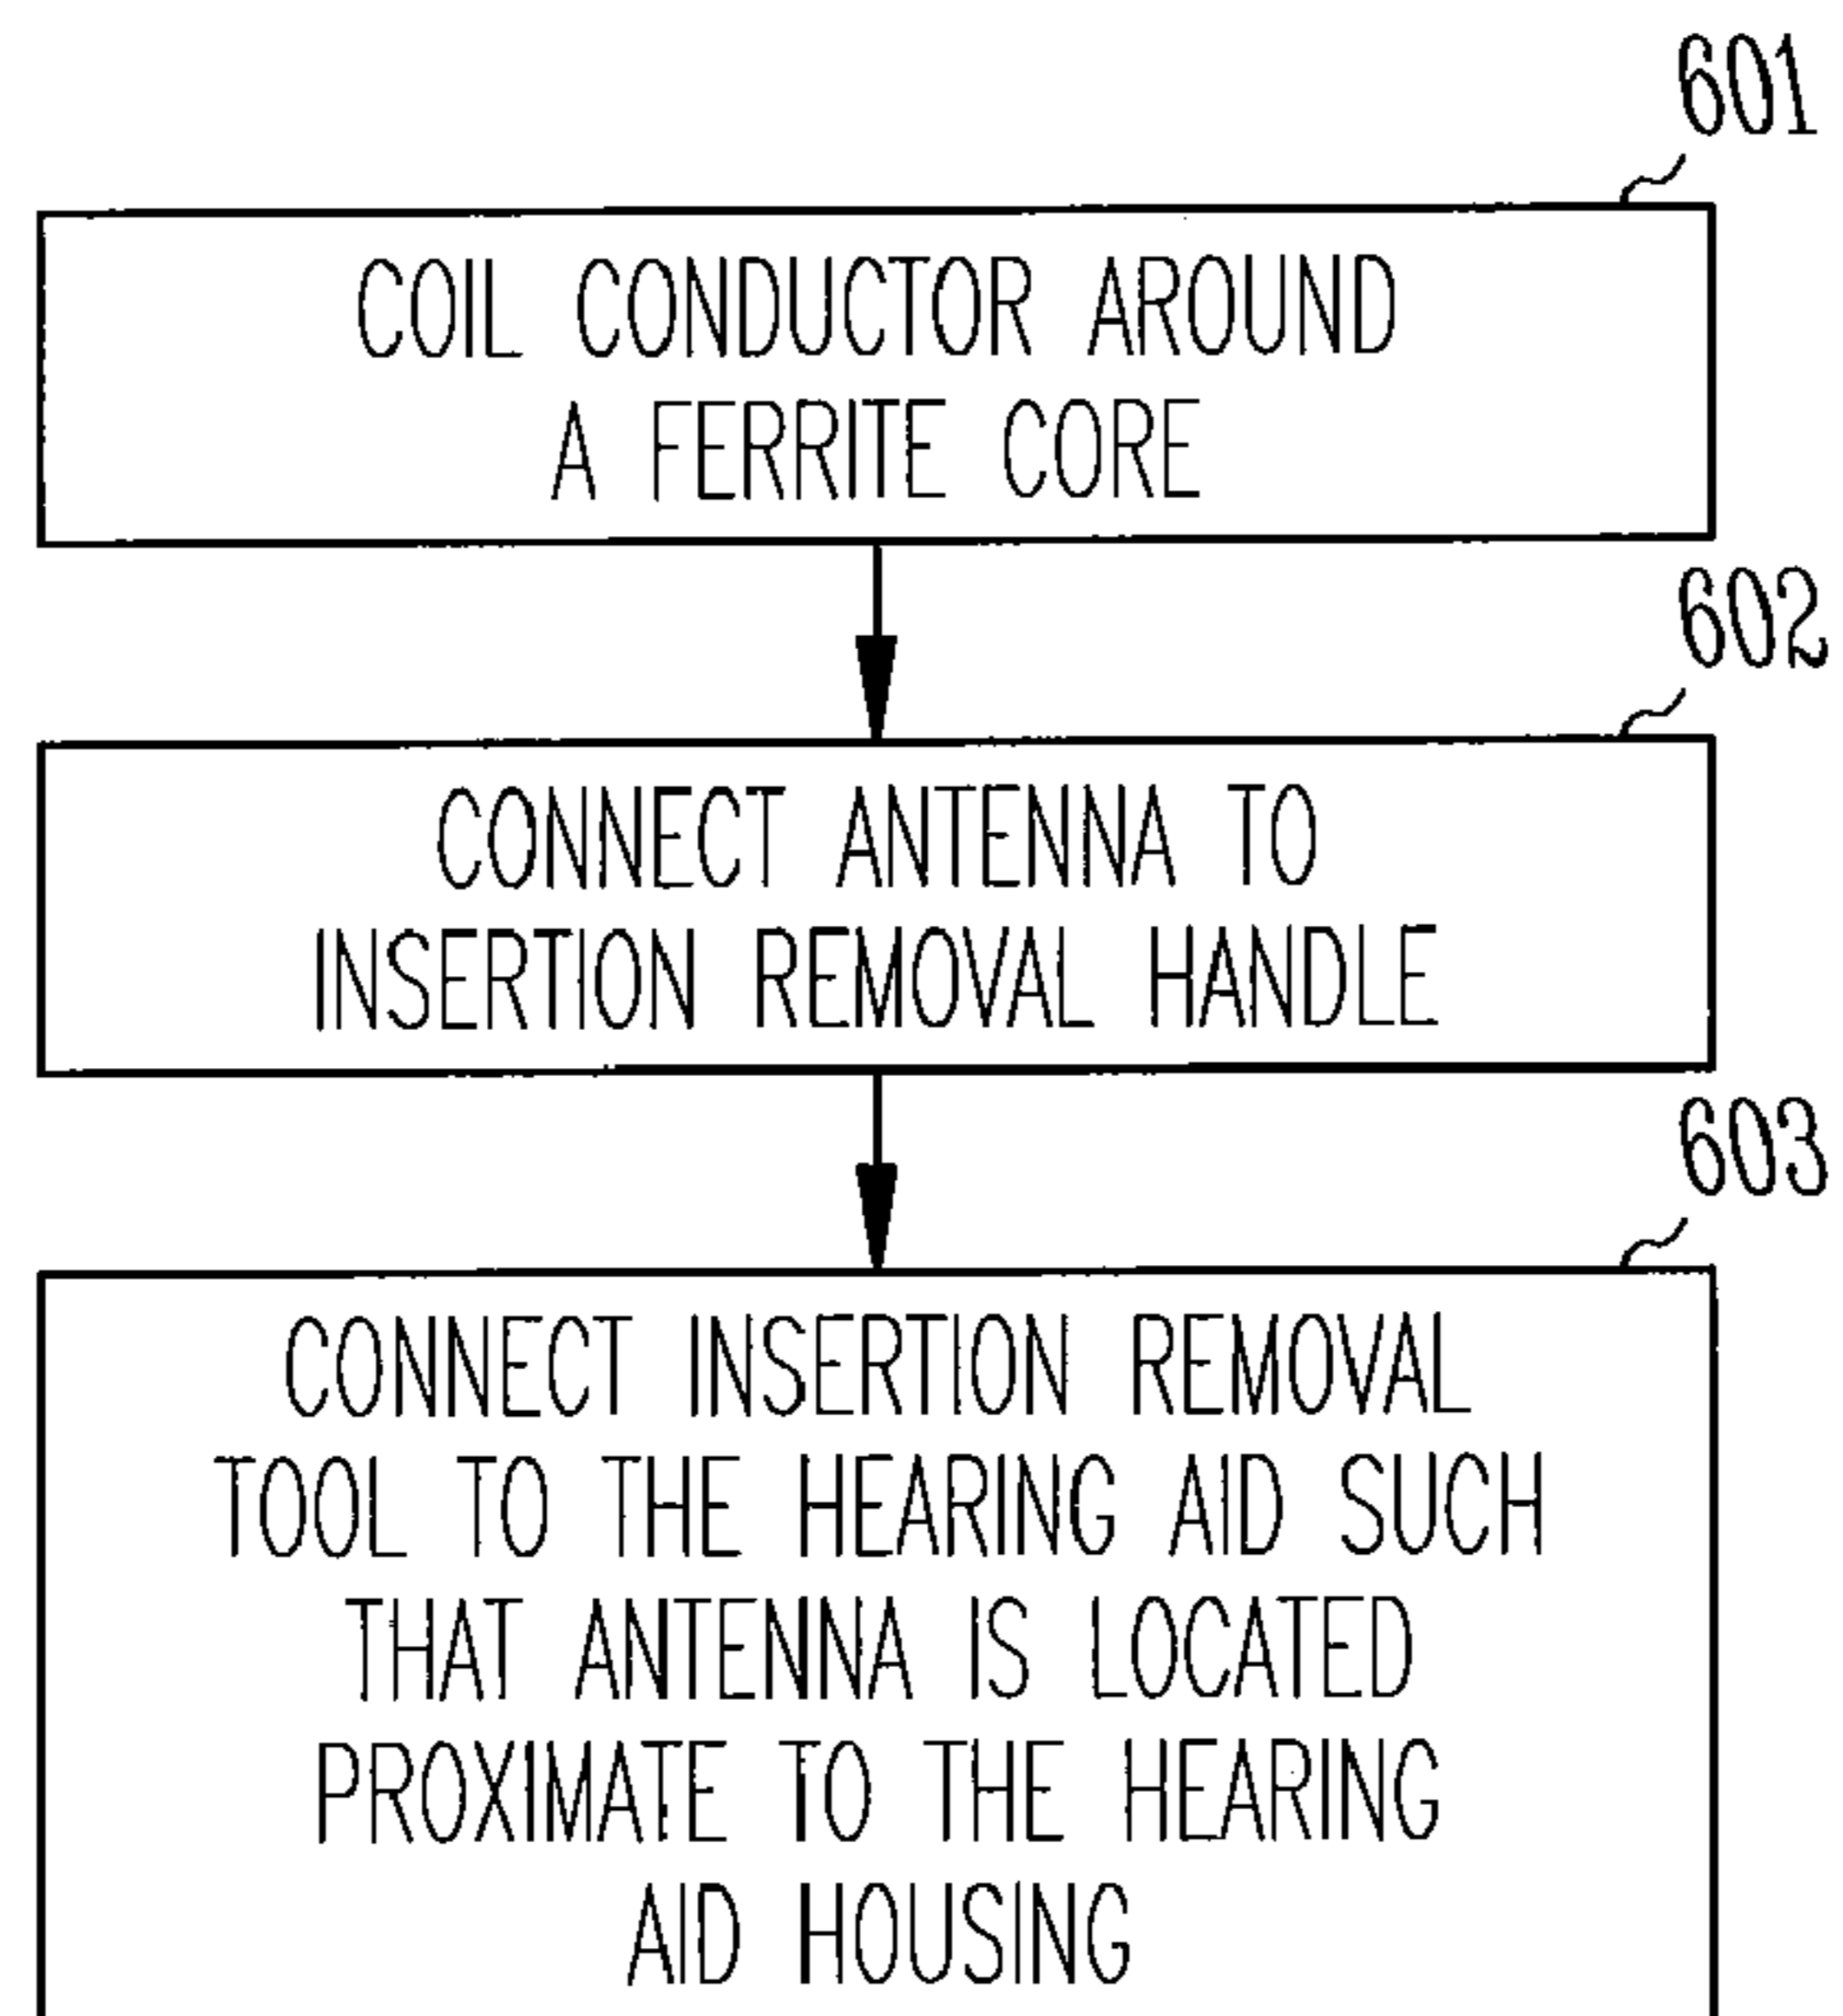 601
COIL CONDUCTOR AROUND
A FERRITE CORE
602
CONNECT ANTENNA TO
INSERTION REMOVAL HANDLE
603
CONNECT INSERTION REMOVAL
TOOL TO THE HEARING AID SUCH
THAT ANTENNA IS LOCATED
PROXIMATE TO THE HEARING
AID HOUSING